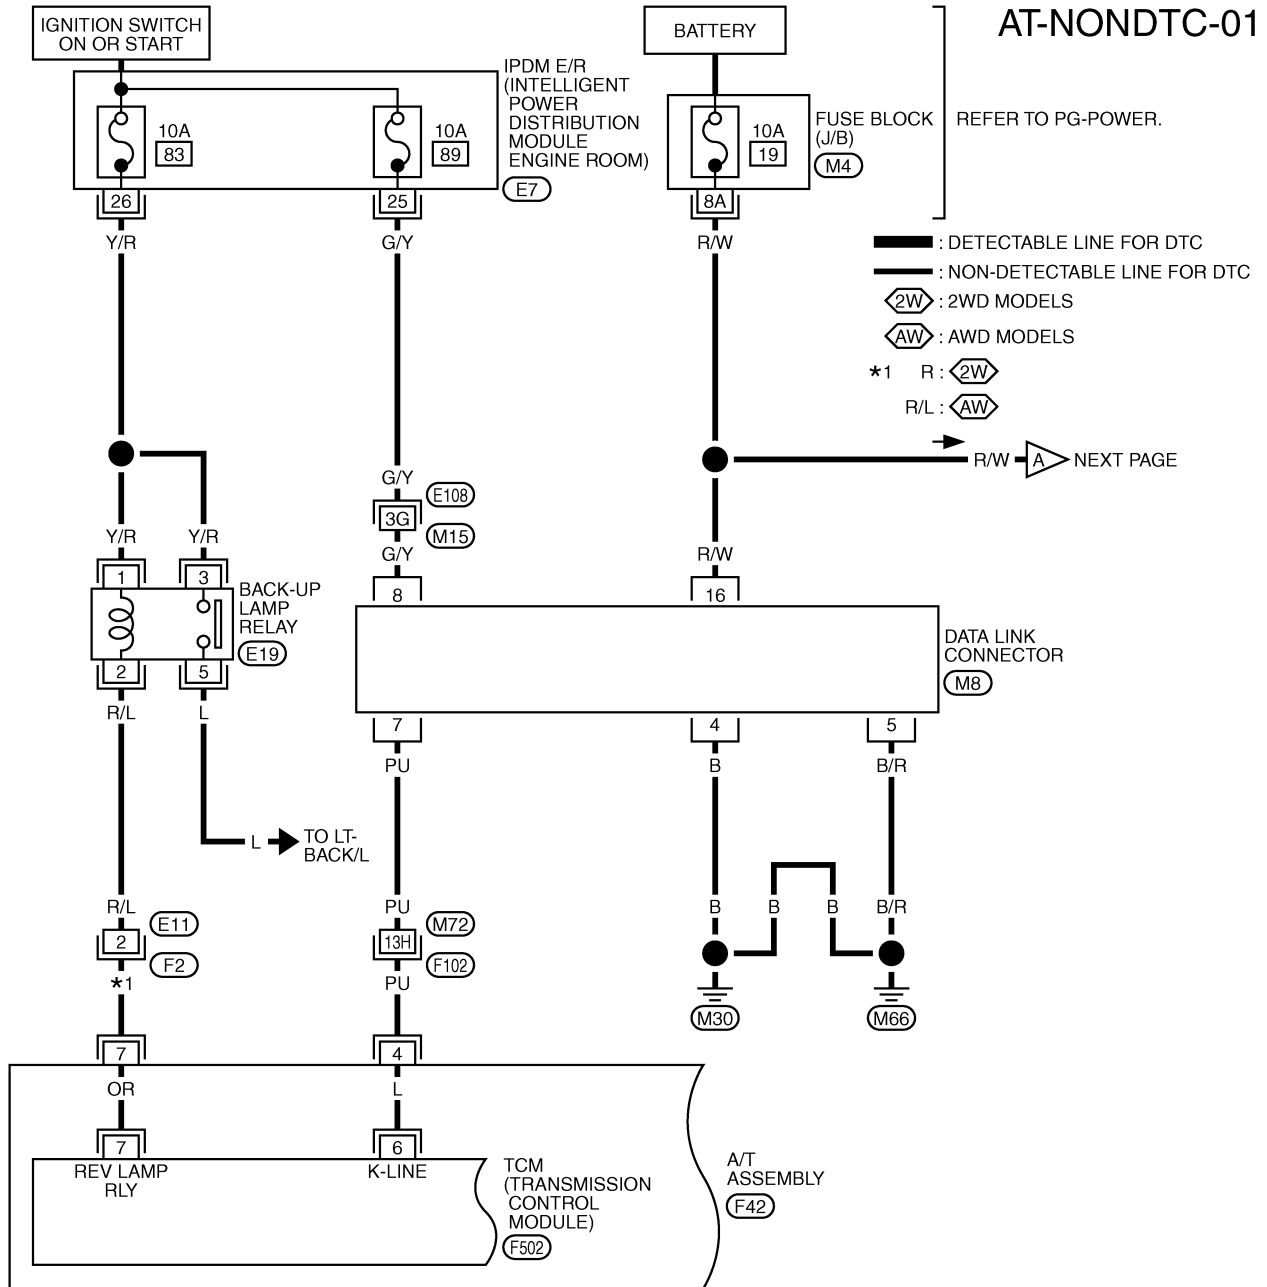 AT-NONDTC-01
IGNITION SWITCH
ON OR START
BATTERY
IPDM E/R
(INTELLIGENT
POWER
DISTRIBUTION
MODULE
ENGINE ROOM)
E7
10A
83
10A
89
10A
19
FUSE BLOCK
(J/B)
M4
REFER TO PG-POWER.
26
25
8A
Y/R
G/Y
R/W
: DETECTABLE LINE FOR DTC
: NON-DETECTABLE LINE FOR DTC
2W : 2WD MODELS
AW : AWD MODELS
*1 R : 2W
R/L : AW
R/W A NEXT PAGE
G/Y
E108
3G
M15
Y/R
Y/R
G/Y
R/W
1
3
8
16
BACK-UP
LAMP
RELAY
E19
DATA LINK
CONNECTOR
M8
2
5
R/L
L
7
4
5
PU
B
B/R
L
TO LT-
BACK/L
R/L
PU
B
B
B
B/R
E11
2
F2
M72
13H
F102
*1
PU
M30
M66
7
4
OR
L
7
6
REV LAMP
RLY
K-LINE
TCM
(TRANSMISSION
CONTROL
MODULE)
F502
A/T
ASSEMBLY
F42